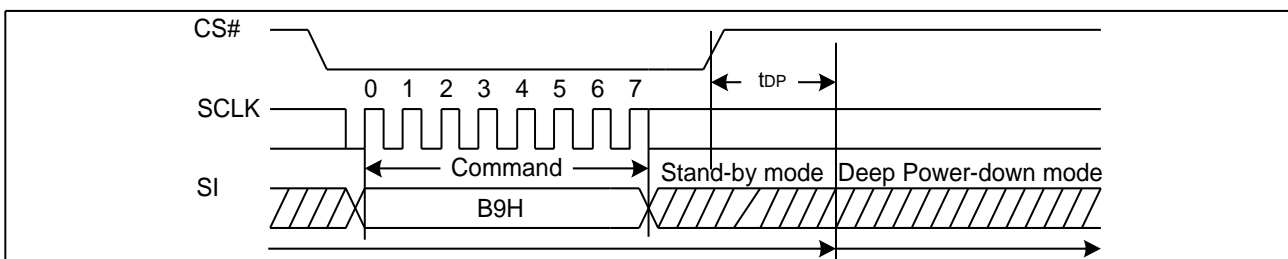 CS#
tDP
0 1 2 3 4 5 6 7
SCLK
Command
Stand-by mode Deep Power-down mode
SI
B9H